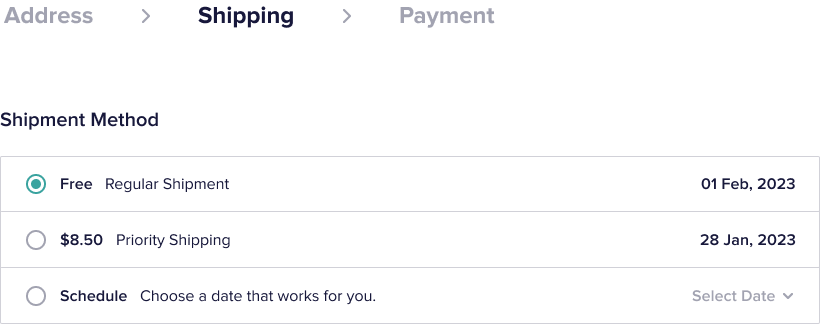 Address > Shipping > Payment
Shipment Method
Free Regular Shipment 01 Feb, 2023
$8.50 Priority Shipping 28 Jan, 2023
Schedule Choose a date that works for you. Select Date